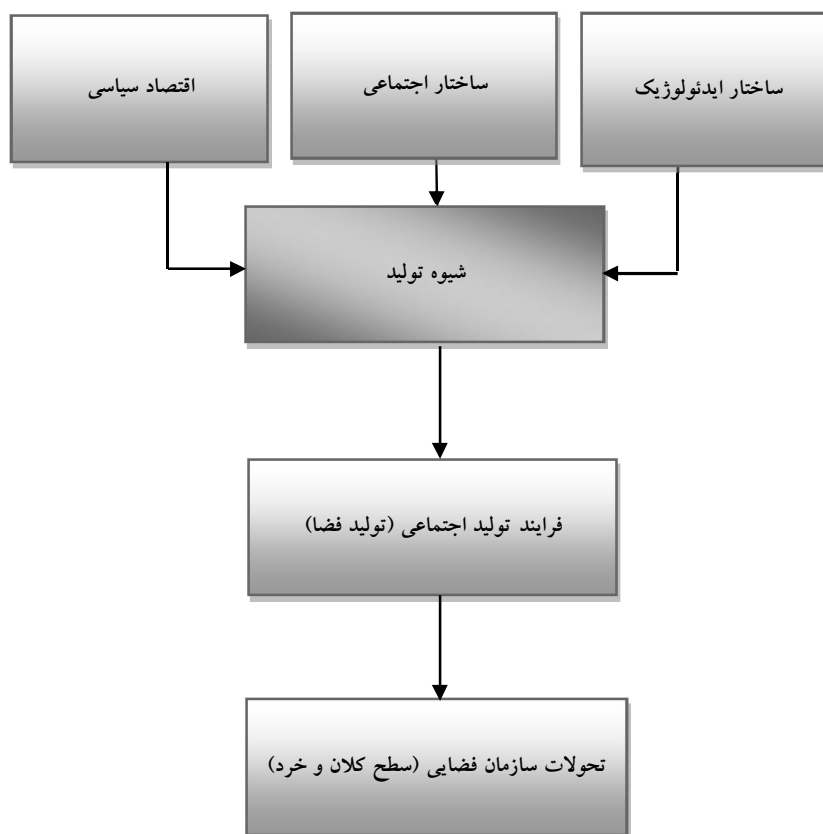 ساختار ایدئولوژیک
ساختار اجتماعی
اقتصاد سیاسی
شیوه تولید
فرایند تولید اجتماعی (تولید فضا)
تحولات سازمان فضایی (سطح کلان و خرد)